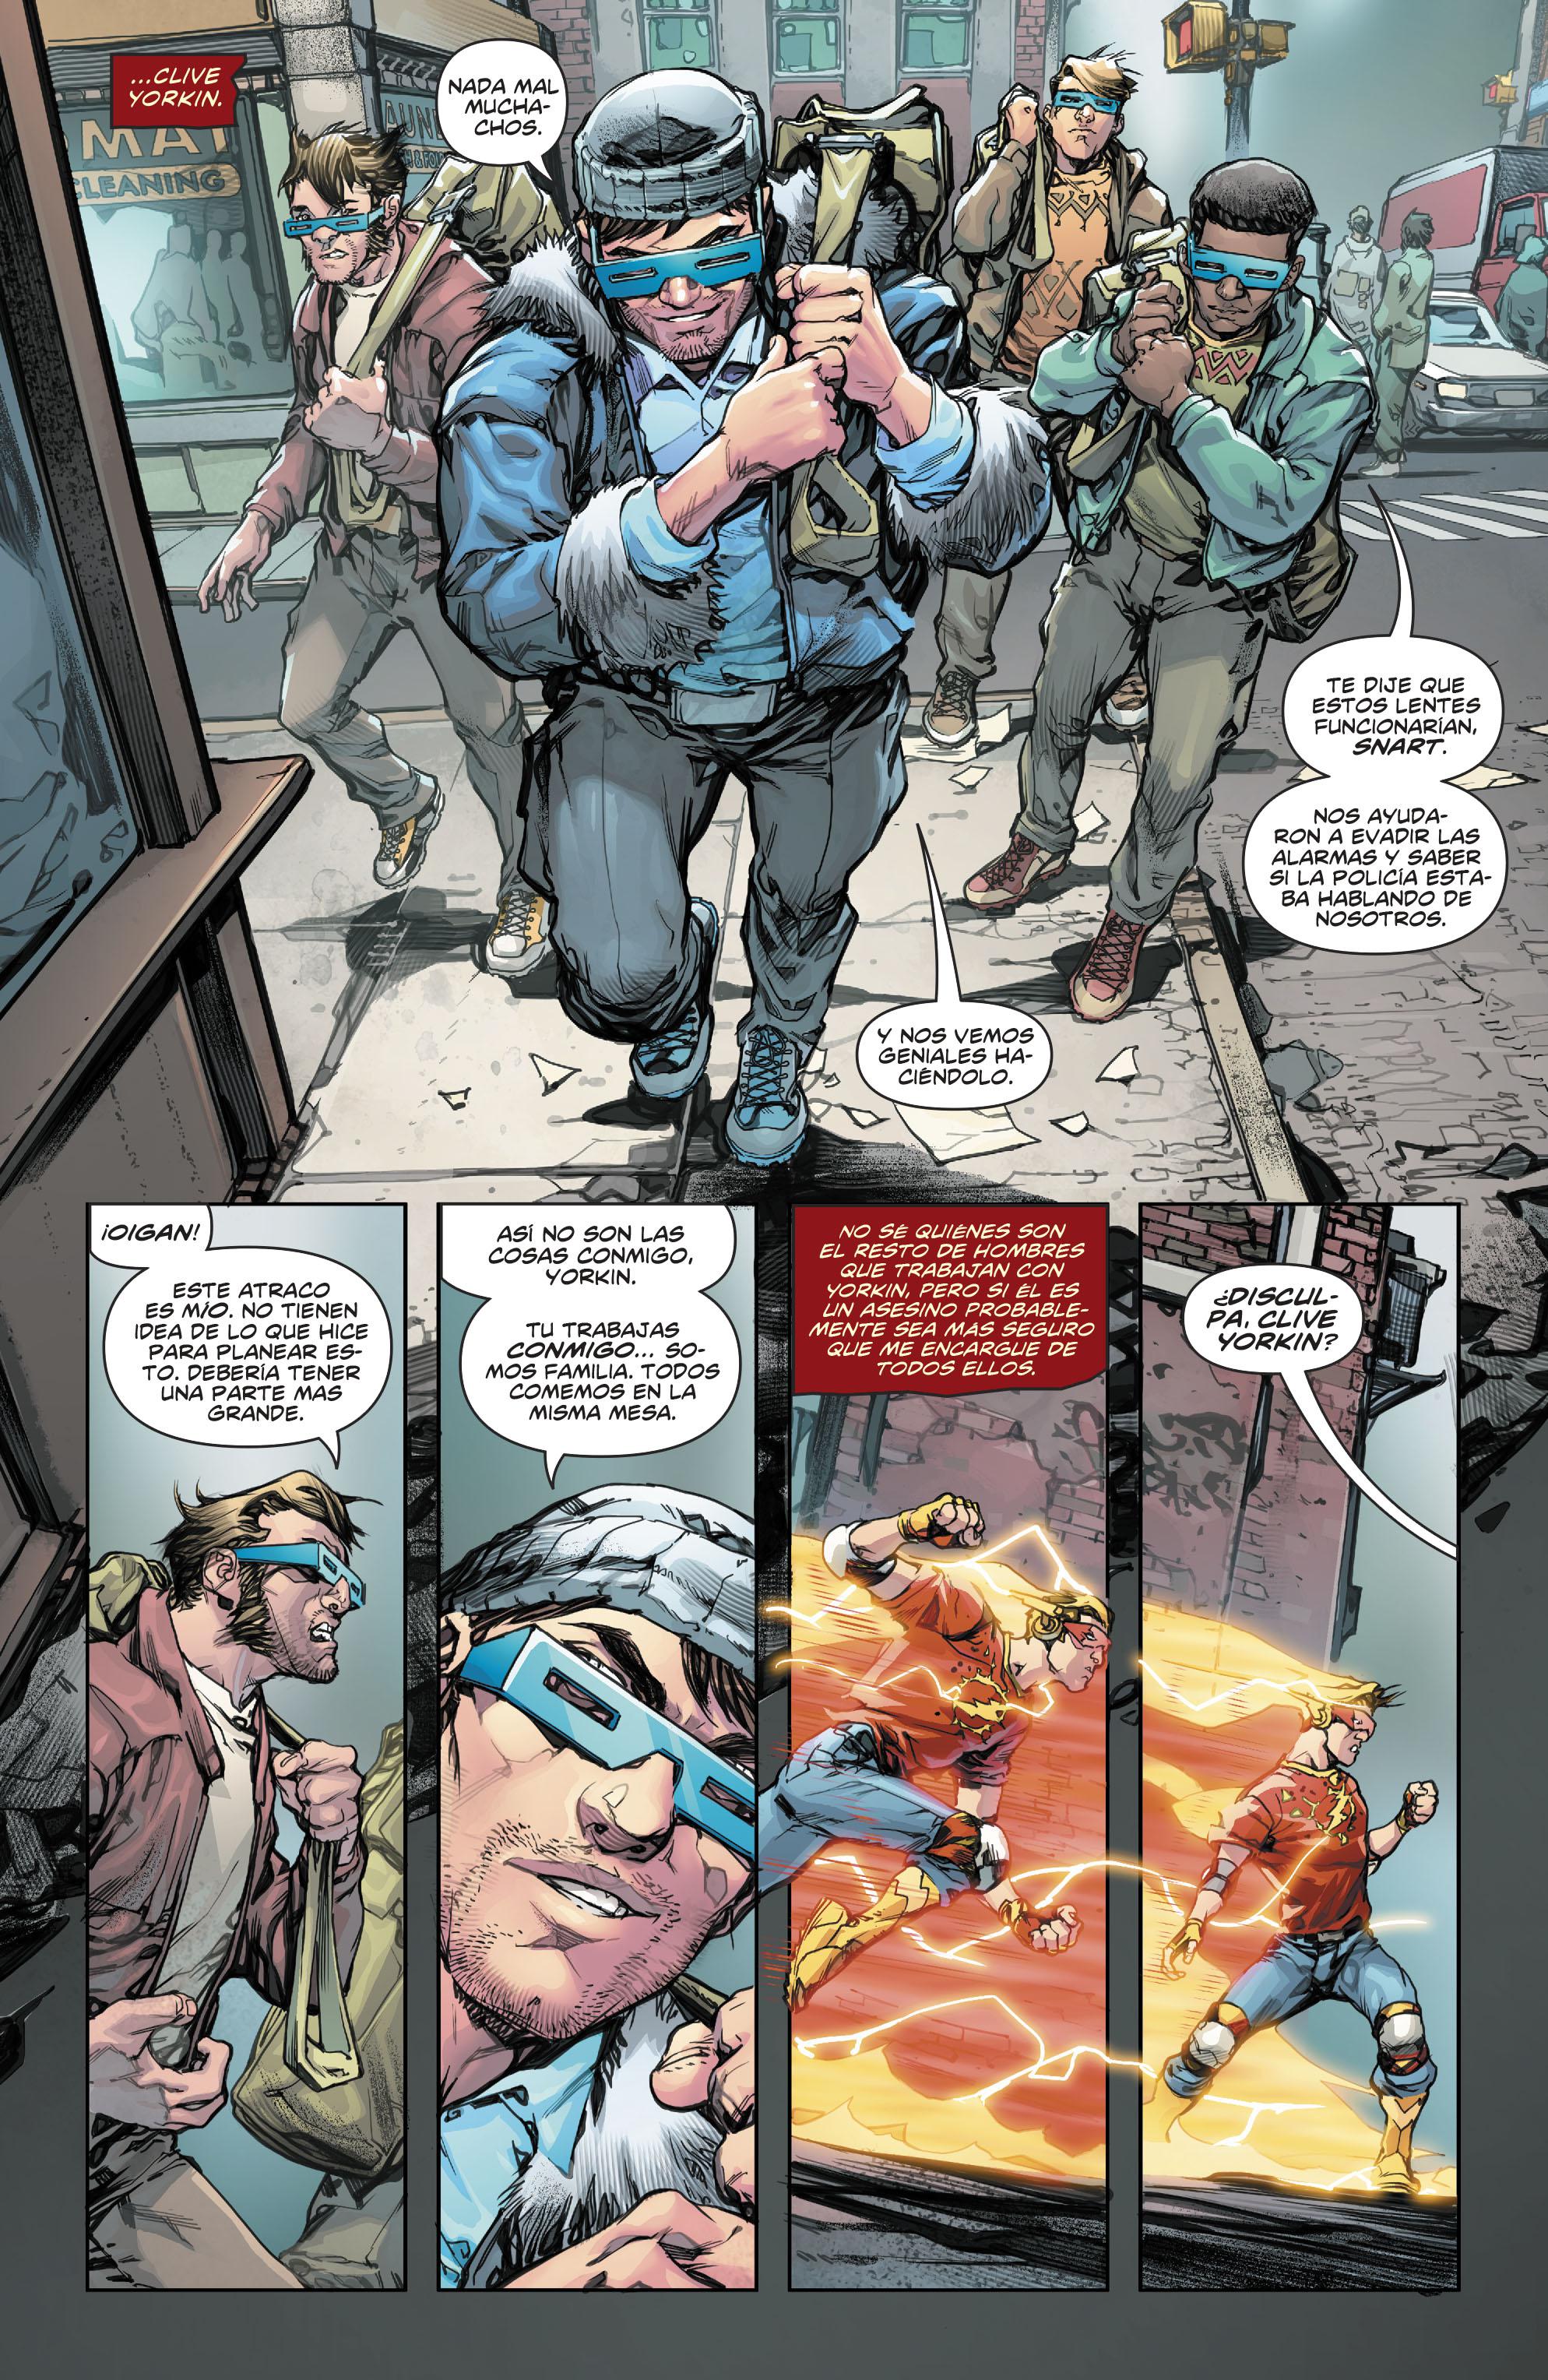 ...CLIVE
YORKIN.
NADA MAL
MUCHA-
CHOS.
OMAT
CLEANING
AUN
& FOL
TE DIJE QUE
ESTOS LENTES
FUNCIONARÍAN,
SNART.
NOS AYUDA-
RON A EVADIR LAS
ALARMAS Y SABER
SI LA POLICÍA ESTA-
BA HABLANDO DE
NOSOTROS.
Y NOS VEMOS
GENIALES HA-
CIÉNDOLO.
¡OIGAN!
ESTE ATRACO
ES MÍO. NO TIENEN
IDEA DE LO QUE HICE
PARA PLANEAR ES-
TO. DEBERÍA TENER
UNA PARTE MAS
GRANDE.
ASÍ NO SON LAS
COSAS CONMIGO,
YORKIN.
TU TRABAJAS
CONMIGO... SO-
MOS FAMILIA. TODOS
COMEMOS EN LA
MISMA MESA.
NO SÉ QUIÉNES SON
EL RESTO DE HOMBRES
QUE TRABAJAN CON
YORKIN, PERO SI ÉL ES
UN ASESINO PROBABLE-
MENTE SEA MÁS SEGURO
QUE ME ENCARGUE DE
TODOS ELLOS.
¿DISCUL-
PA, CLIVE
YORKIN?